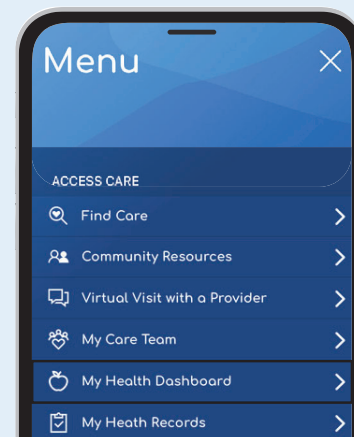 Menu
ACCESS CARE
Find Care
Community Resources
Virtual Visit with a Provider
My Care Team
My Health Dashboard
My Heath Records